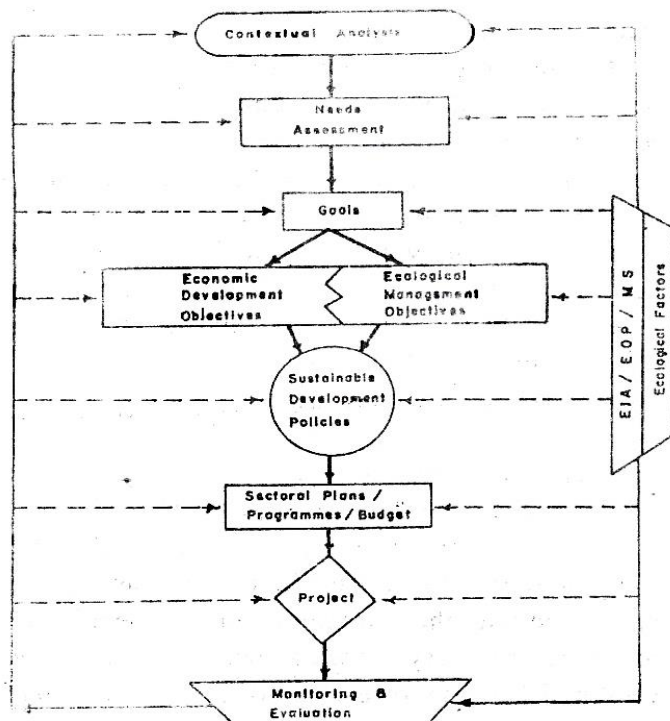 Contextual Analysis
Needs
Assessment
Goals
Economic
Development
Objectives
Ecological
Management
Objectives
Sustainable
Development
Policies
Sectoral Plans /
Programmes/Budget
Project
Monitoring &
Evaluation
EIA / EOP / MS
Ecological Factors